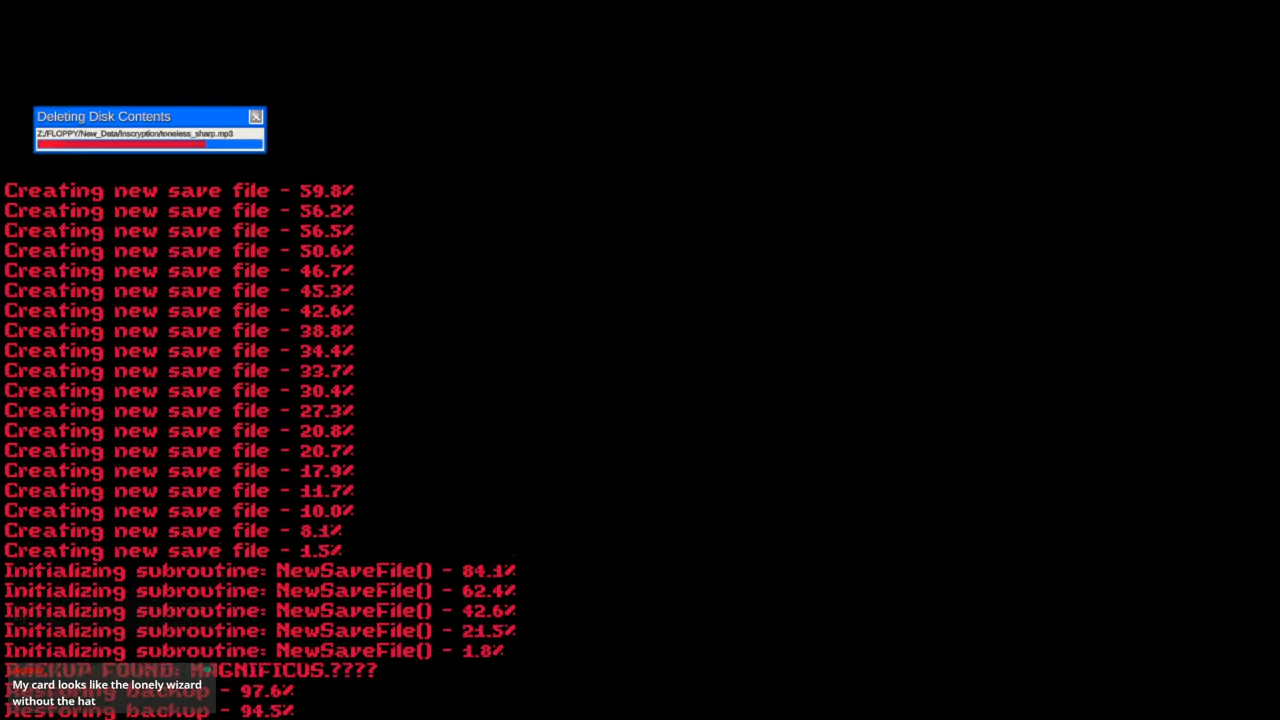 Deleting Disk Contents
Z:/FLOPPY/New_Data/inscryption/toneless_sharp.mp3
Creating new save file - 59.8%
Creating new save file - 56.2%
Creating new save file - 56.5%
Creating new save file - 50.6%
Creating new save file - 46.7%
Creating new save file - 45.3%
Creating new save file - 42.6%
Creating new save file - 38.8%
Creating new save file - 34.4%
Creating new save file - 33.7%
Creating new save file - 30.4%
Creating new save file - 27.3%
Creating new save file - 20.8%
Creating new save file - 20.7%
Creating new save file - 17.9%
Creating new save file - 11.7%
Creating new save file - 10.0%
Creating new save file - 8.1%
Creating new save file - 1.5%
Initializing subroutine: NewSaveFile() - 84.1%
Initializing subroutine: NewSaveFile() - 62.4%
Initializing subroutine: NewSaveFile() - 42.6%
Initializing subroutine: NewSaveFile() - 21.5%
Initializing subroutine: NewSaveFile() - 1.8%
BACKUP FOUND: MAGNIFICUS.????
Restoring backup - 97.6%
Restoring backup - 94.5%
My card looks like the lonely wizard
without the hat